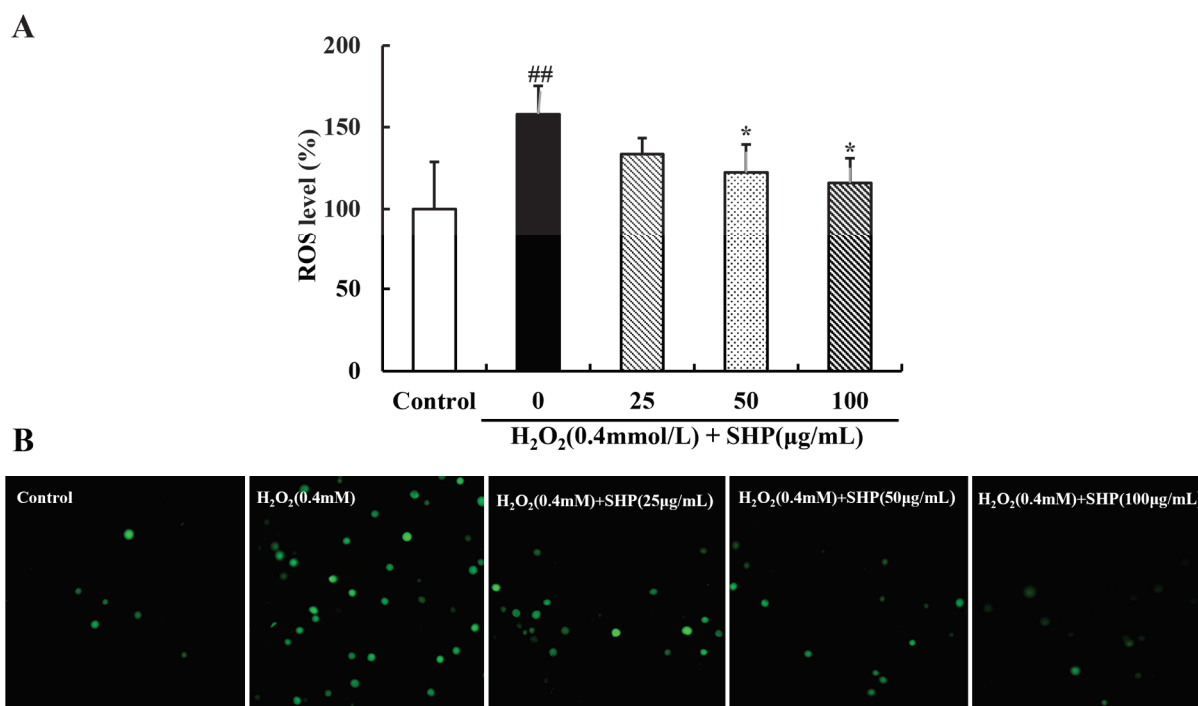 A
ROS level (%)
200
150
100
50
0
##
*
*
Control 0 25 50 100
H₂O₂(0.4mmol/L) + SHP(μg/mL)
B
Control
H₂O₂(0.4mM)
H₂O₂(0.4mM)+SHP(25μg/mL)
H₂O₂(0.4mM)+SHP(50μg/mL)
H₂O₂(0.4mM)+SHP(100μg/mL)